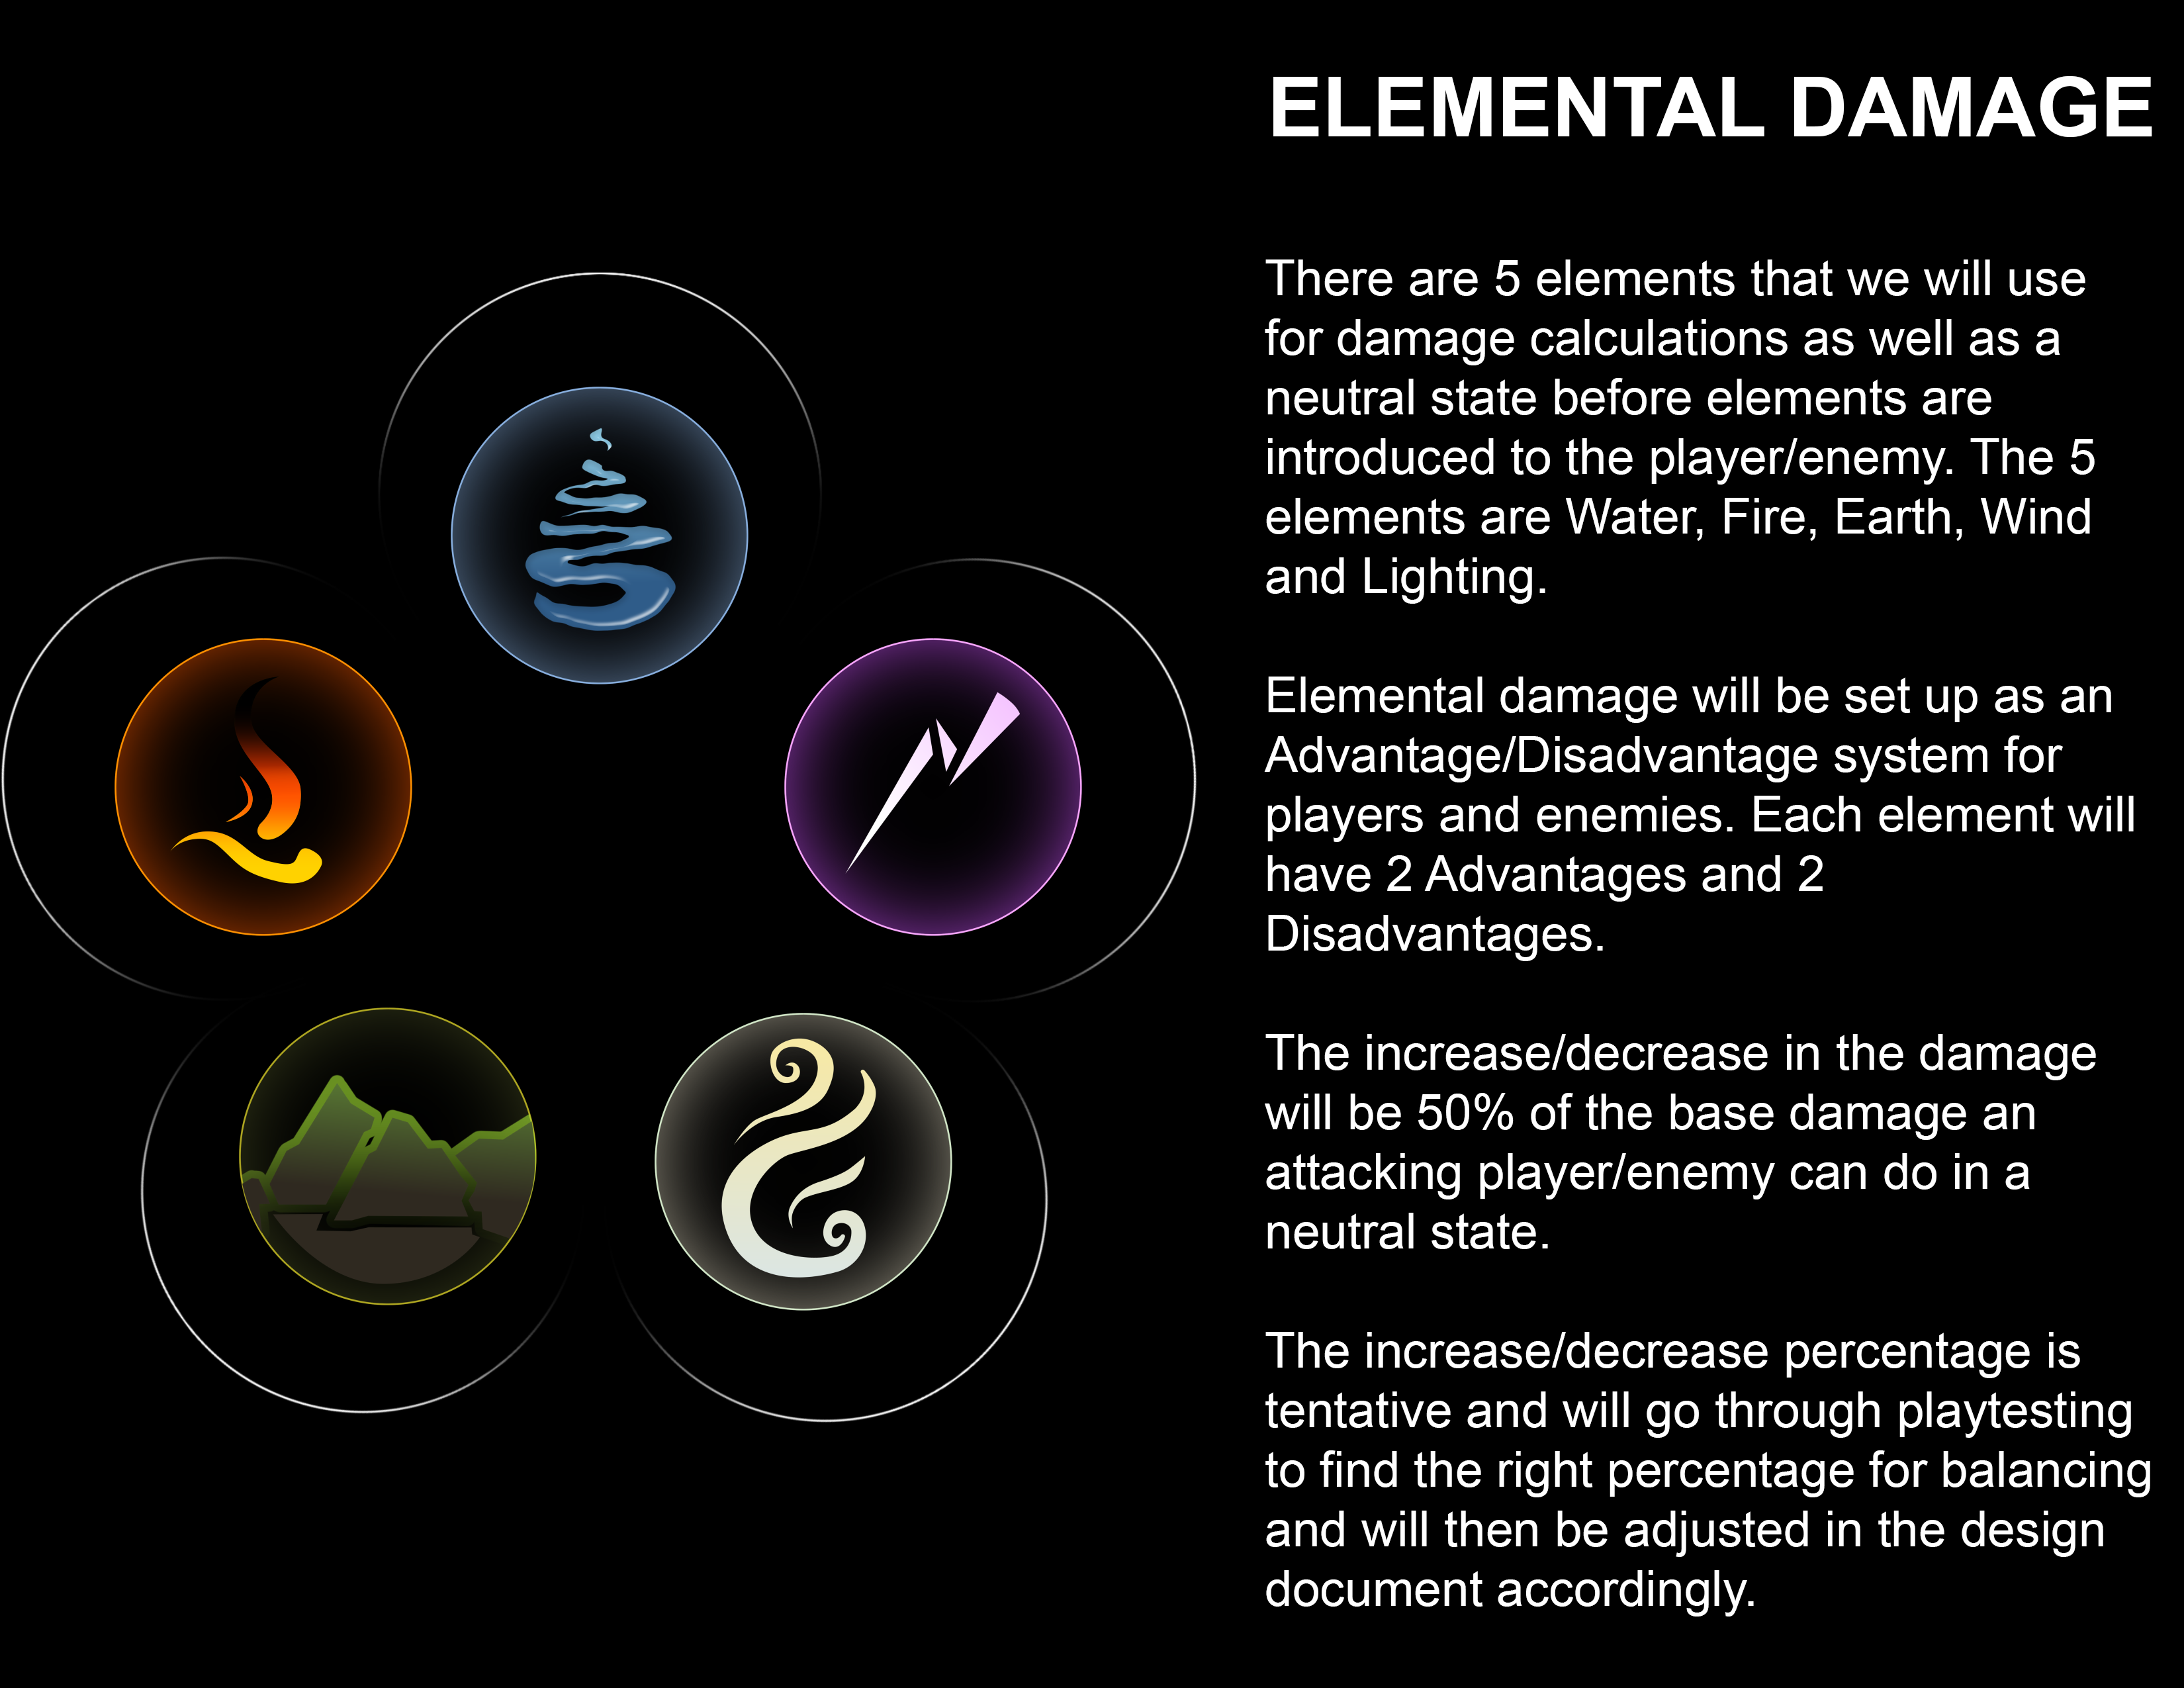 ELEMENTAL DAMAGE
There are 5 elements that we will use
for damage calculations as well as a
neutral state before elements are
introduced to the player/enemy. The 5
elements are Water, Fire, Earth, Wind
and Lighting.
Elemental damage will be set up as an
Advantage/Disadvantage system for
players and enemies. Each element will
have 2 Advantages and 2
Disadvantages.
The increase/decrease in the damage
will be 50% of the base damage an
attacking player/enemy can do in a
neutral state.
The increase/decrease percentage is
tentative and will go through playtesting
to find the right percentage for balancing
and will then be adjusted in the design
document accordingly.